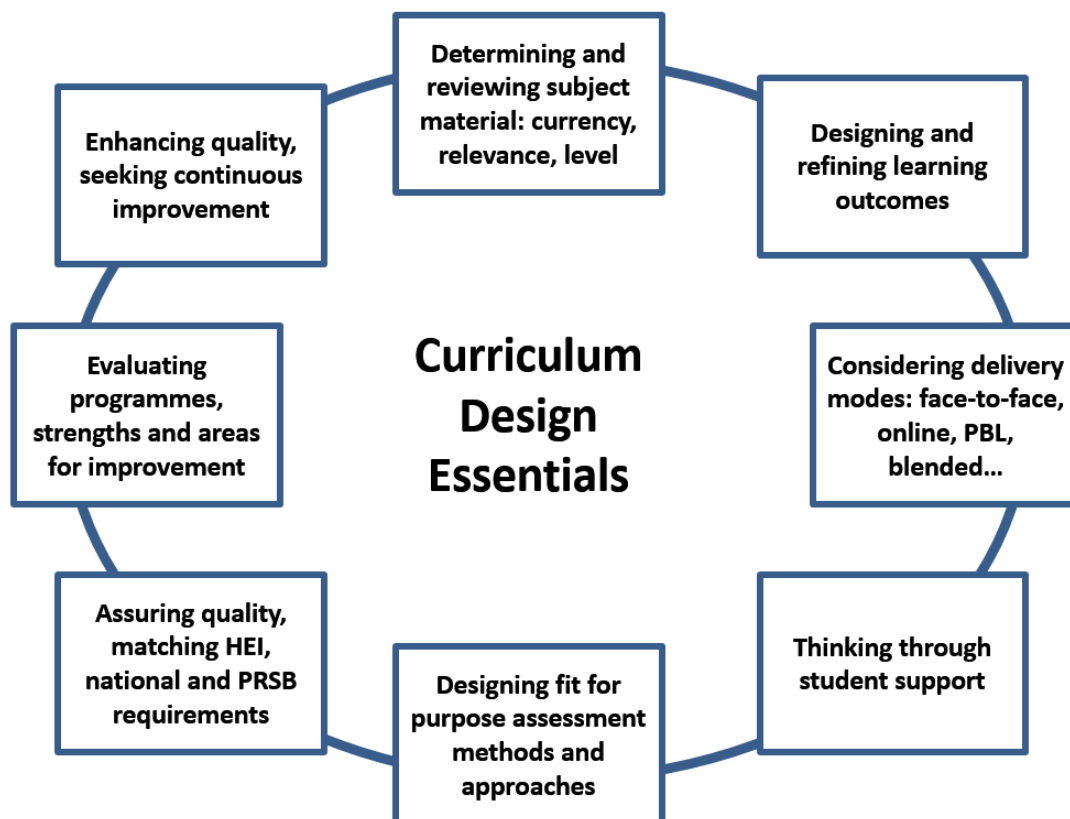 Determining and
reviewing subject
material: currency,
relevance, level
Designing and
refining learning
outcomes
Considering delivery
modes: face-to-face,
online, PBL,
blended...
Thinking through
student support
Designing fit for
purpose assessment
methods and
approaches
Assuring quality,
matching HEI,
national and PRSB
requirements
Evaluating
programmes,
strengths and areas
for improvement
Enhancing quality,
seeking continuous
improvement
Curriculum
Design
Essentials